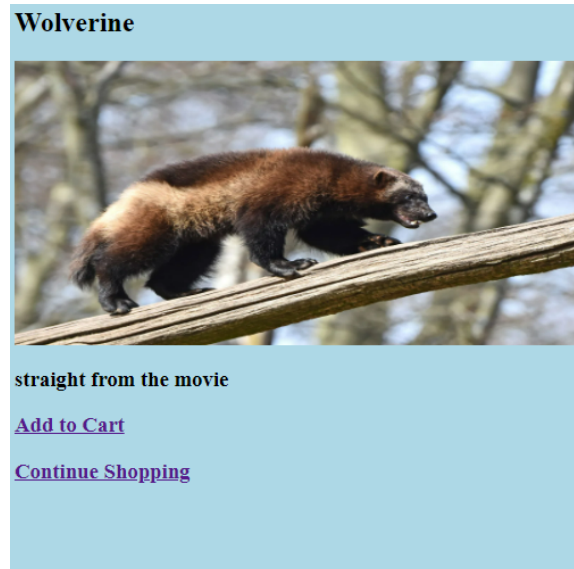 Wolverine
straight from the movie
Add to Cart
Continue Shopping